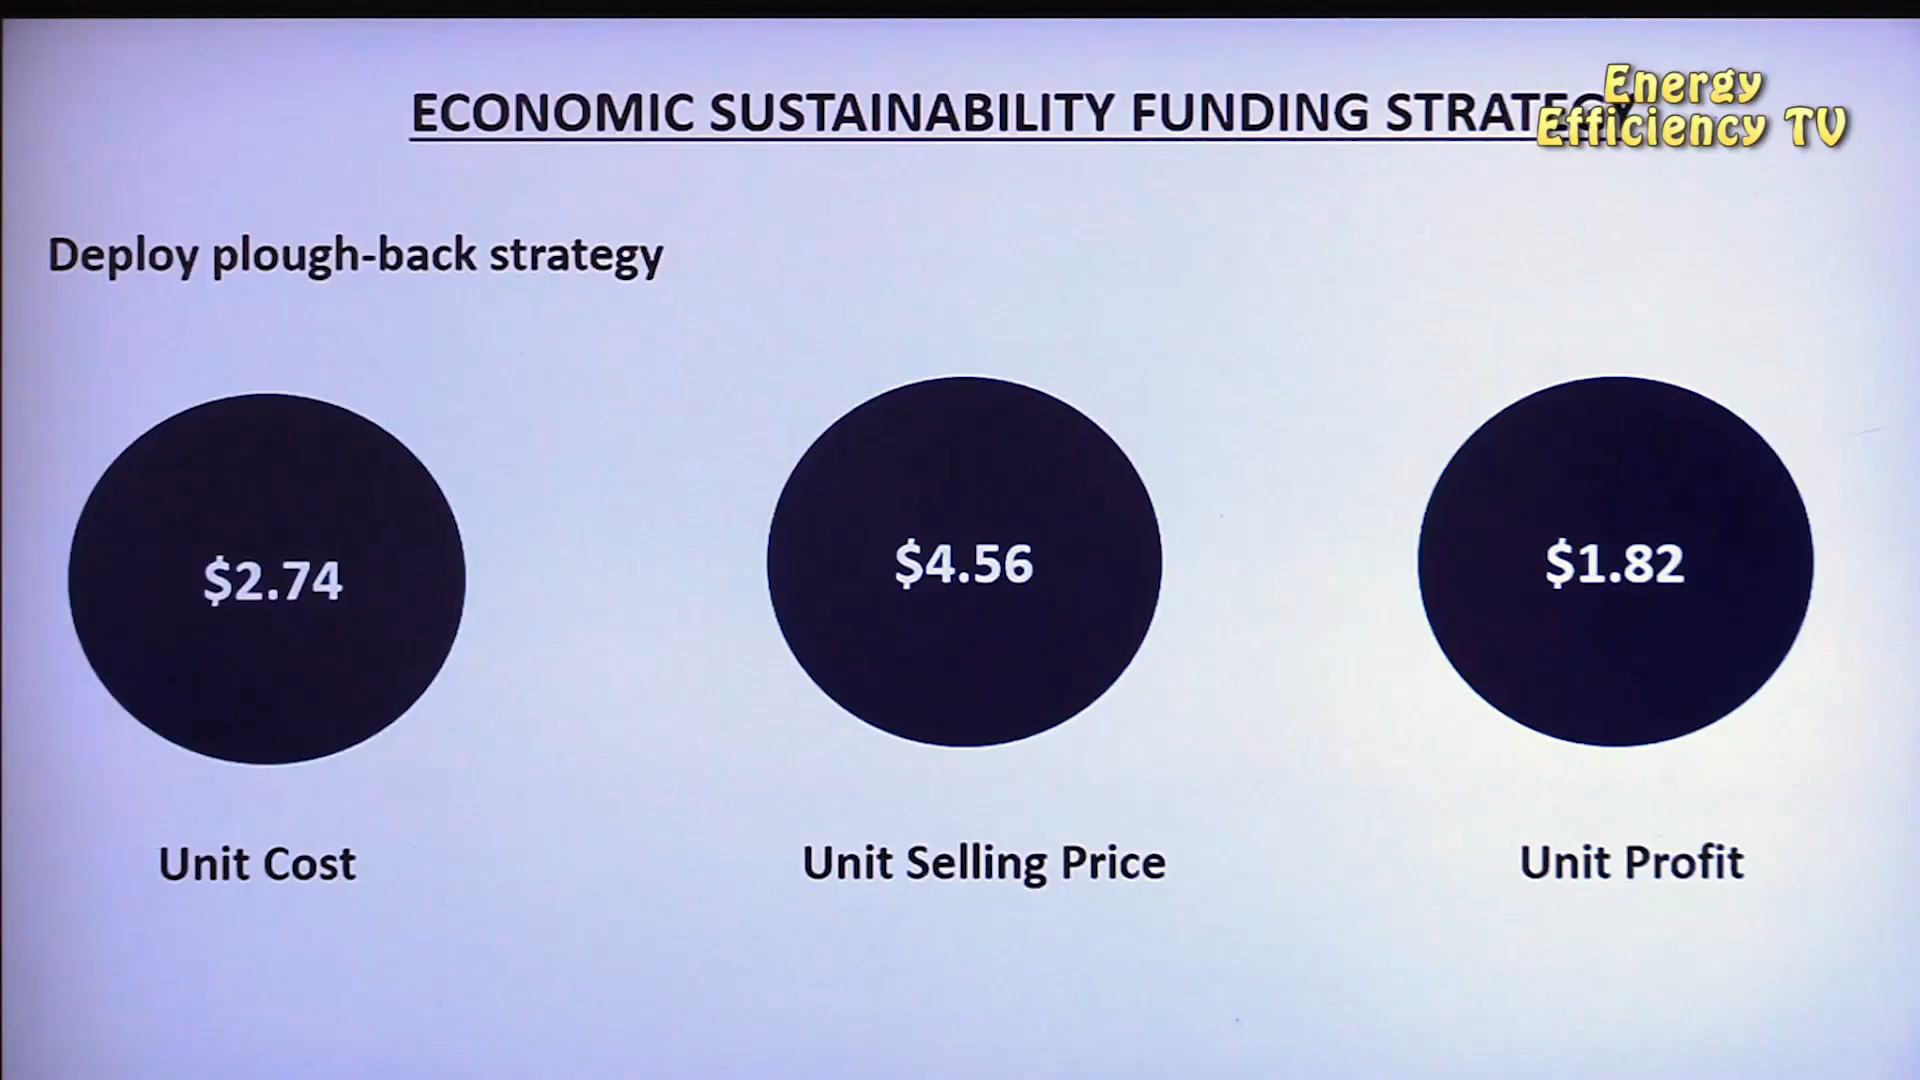 ECONOMIC SUSTAINABILITY FUNDING STRATEGY
Energy
Efficiency TV
Deploy plough-back strategy
$2.74
$4.56
$1.82
Unit Cost
Unit Selling Price
Unit Profit